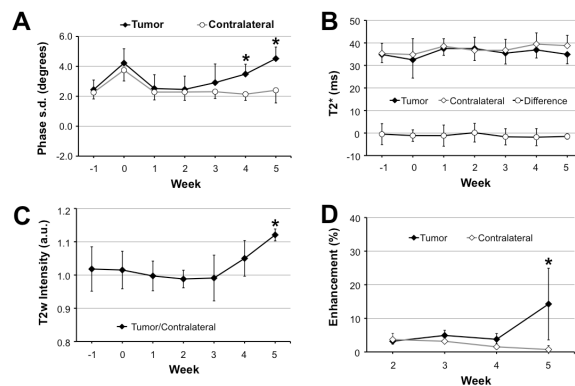 A
Tumor
Contralateral
Phase s.d. (degrees)
6.0
4.0
2.0
0.0
-2.0
*
*
-1
0
1
2
3
4
5
Week
B
T2* (ms)
50
40
30
20
10
0
-10
Tumor
Contralateral
Difference
-1
0
1
2
3
4
5
Week
C
T2w Intensity (a.u.)
1.2
1.1
1.0
0.9
0.8
*
Tumor/Contralateral
-1
0
1
2
3
4
5
Week
D
Enhancement (%)
40
30
20
10
0
Tumor
Contralateral
*
2
3
4
5
Week